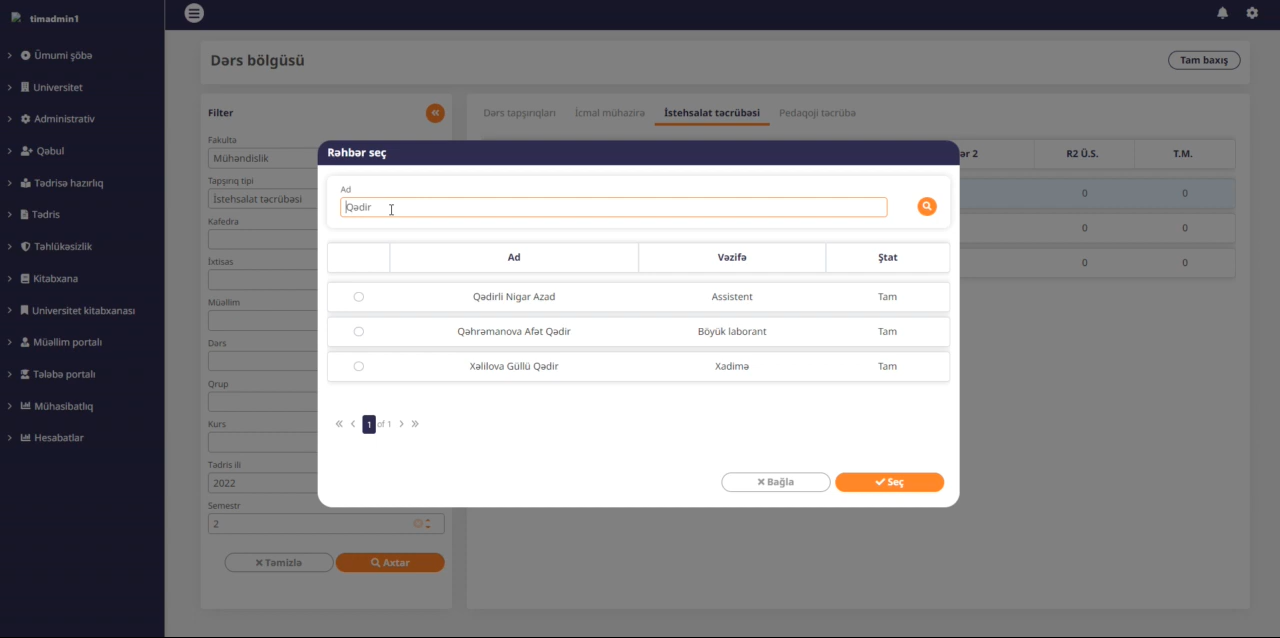 timadmin1
Ümumi şöbə
Universitet
Administrativ
Qəbul
Tədrisə hazırlıq
Tədris
Təhlükəsizlik
Kitabxana
Universitet kitabxanası
Müəllim portalı
Tələbə portalı
Mühasibatlıq
Hesabatlar
Dərs bölgüsü
Tam baxış
Filter
Fakulta
Mühəndislik
Tapşırıq tipi
İstehsalat təcrübəsi
Kafedra
İxtisas
Müəllim
Dərs
Qrup
Kurs
Tədris ili
2022
Semestr
2
Təmizlə
Axtar
Dərs tapşırıqları İcmal mühazirə İstehsalat təcrübəsi Pedaqoji təcrübə
ər 2 R2 Ü.S. T.M.
0 0
0 0
0 0
Rəhbər seç
Ad
Qədir
Ad Vəzifə Ştat
Qədirli Nigar Azad Assistent Tam
Qəhrəmanova Afət Qədir Böyük laborant Tam
Xəlilova Güllü Qədir Xadimə Tam
« ‹ 1 of 1 › »
Bağla
Seç